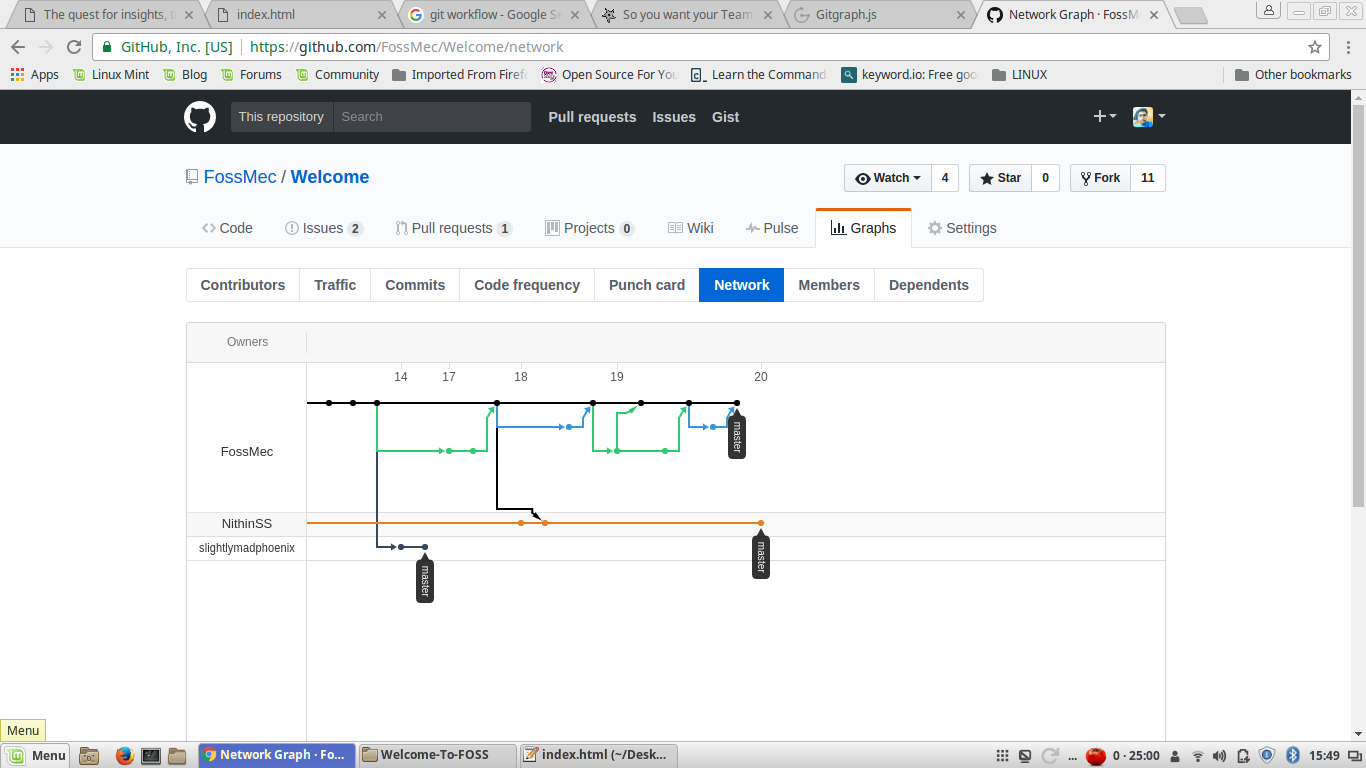 The quest for insights, t
index.html
git workflow - Google Se
So you want your Team
Gitgraph.js
Network Graph · FossM
GitHub, Inc. [US] https://github.com/FossMec/Welcome/network
Apps Linux Mint Blog Forums Community Imported From Firef Open Source For You Learn the Command keyword.io: Free goo LINUX Other bookmarks
This repository Search Pull requests Issues Gist
FossMec / Welcome
Watch 4 Star 0 Fork 11
Code Issues 2 Pull requests 1 Projects 0 Wiki Pulse Graphs Settings
Contributors Traffic Commits Code frequency Punch card Network Members Dependents
Owners
14 17 18 19 20
master
FossMec
NithinSS
slightlymadphoenix
master
master
Menu
Menu Network Graph · Fo... Welcome-To-FOSS index.html (~/Desk... ... 0 · 25:00 15:49